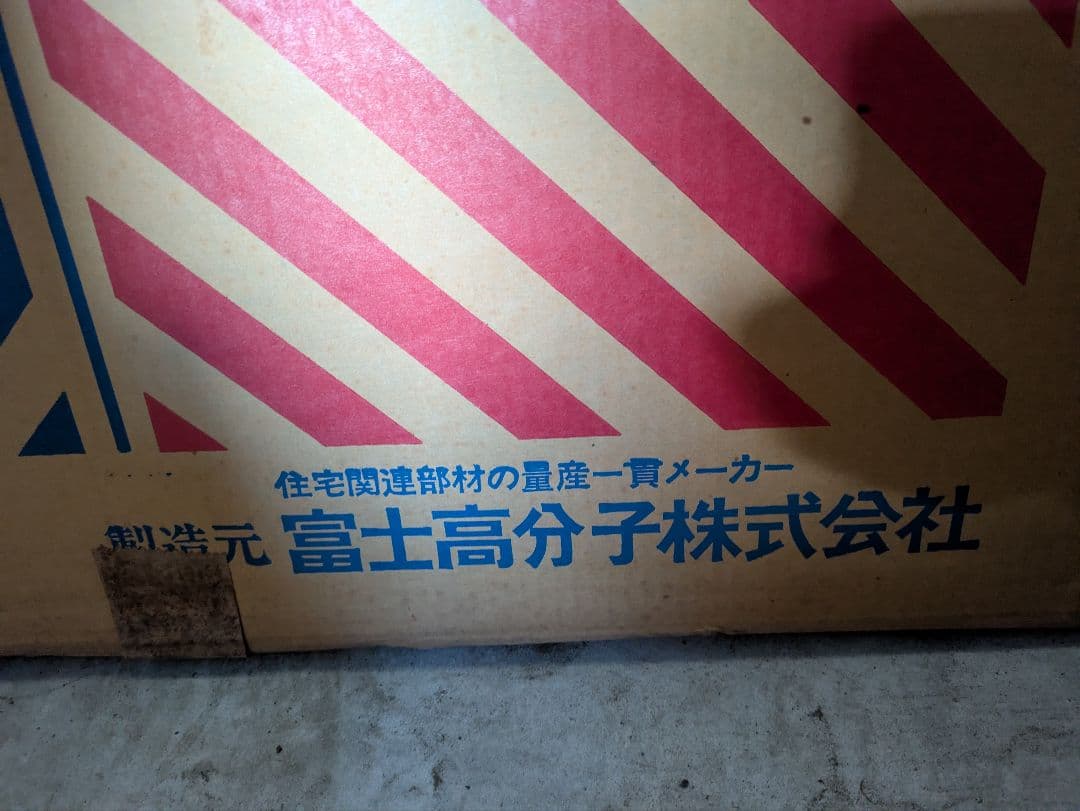 住宅関連部材の量産一貫メーカー
製造元 富士高分子株式会社